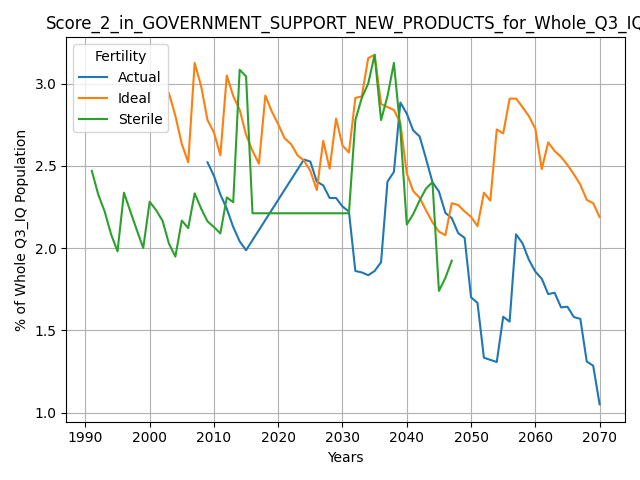 Score_2_in_GOVERNMENT_SUPPORT_NEW_PRODUCTS_for_Whole_Q3_IQ
Fertility
Actual
Ideal
Sterile
% of Whole Q3_IQ Population
3.0
2.5
2.0
1.5
1.0
1990 2000 2010 2020 2030 2040 2050 2060 2070
Years